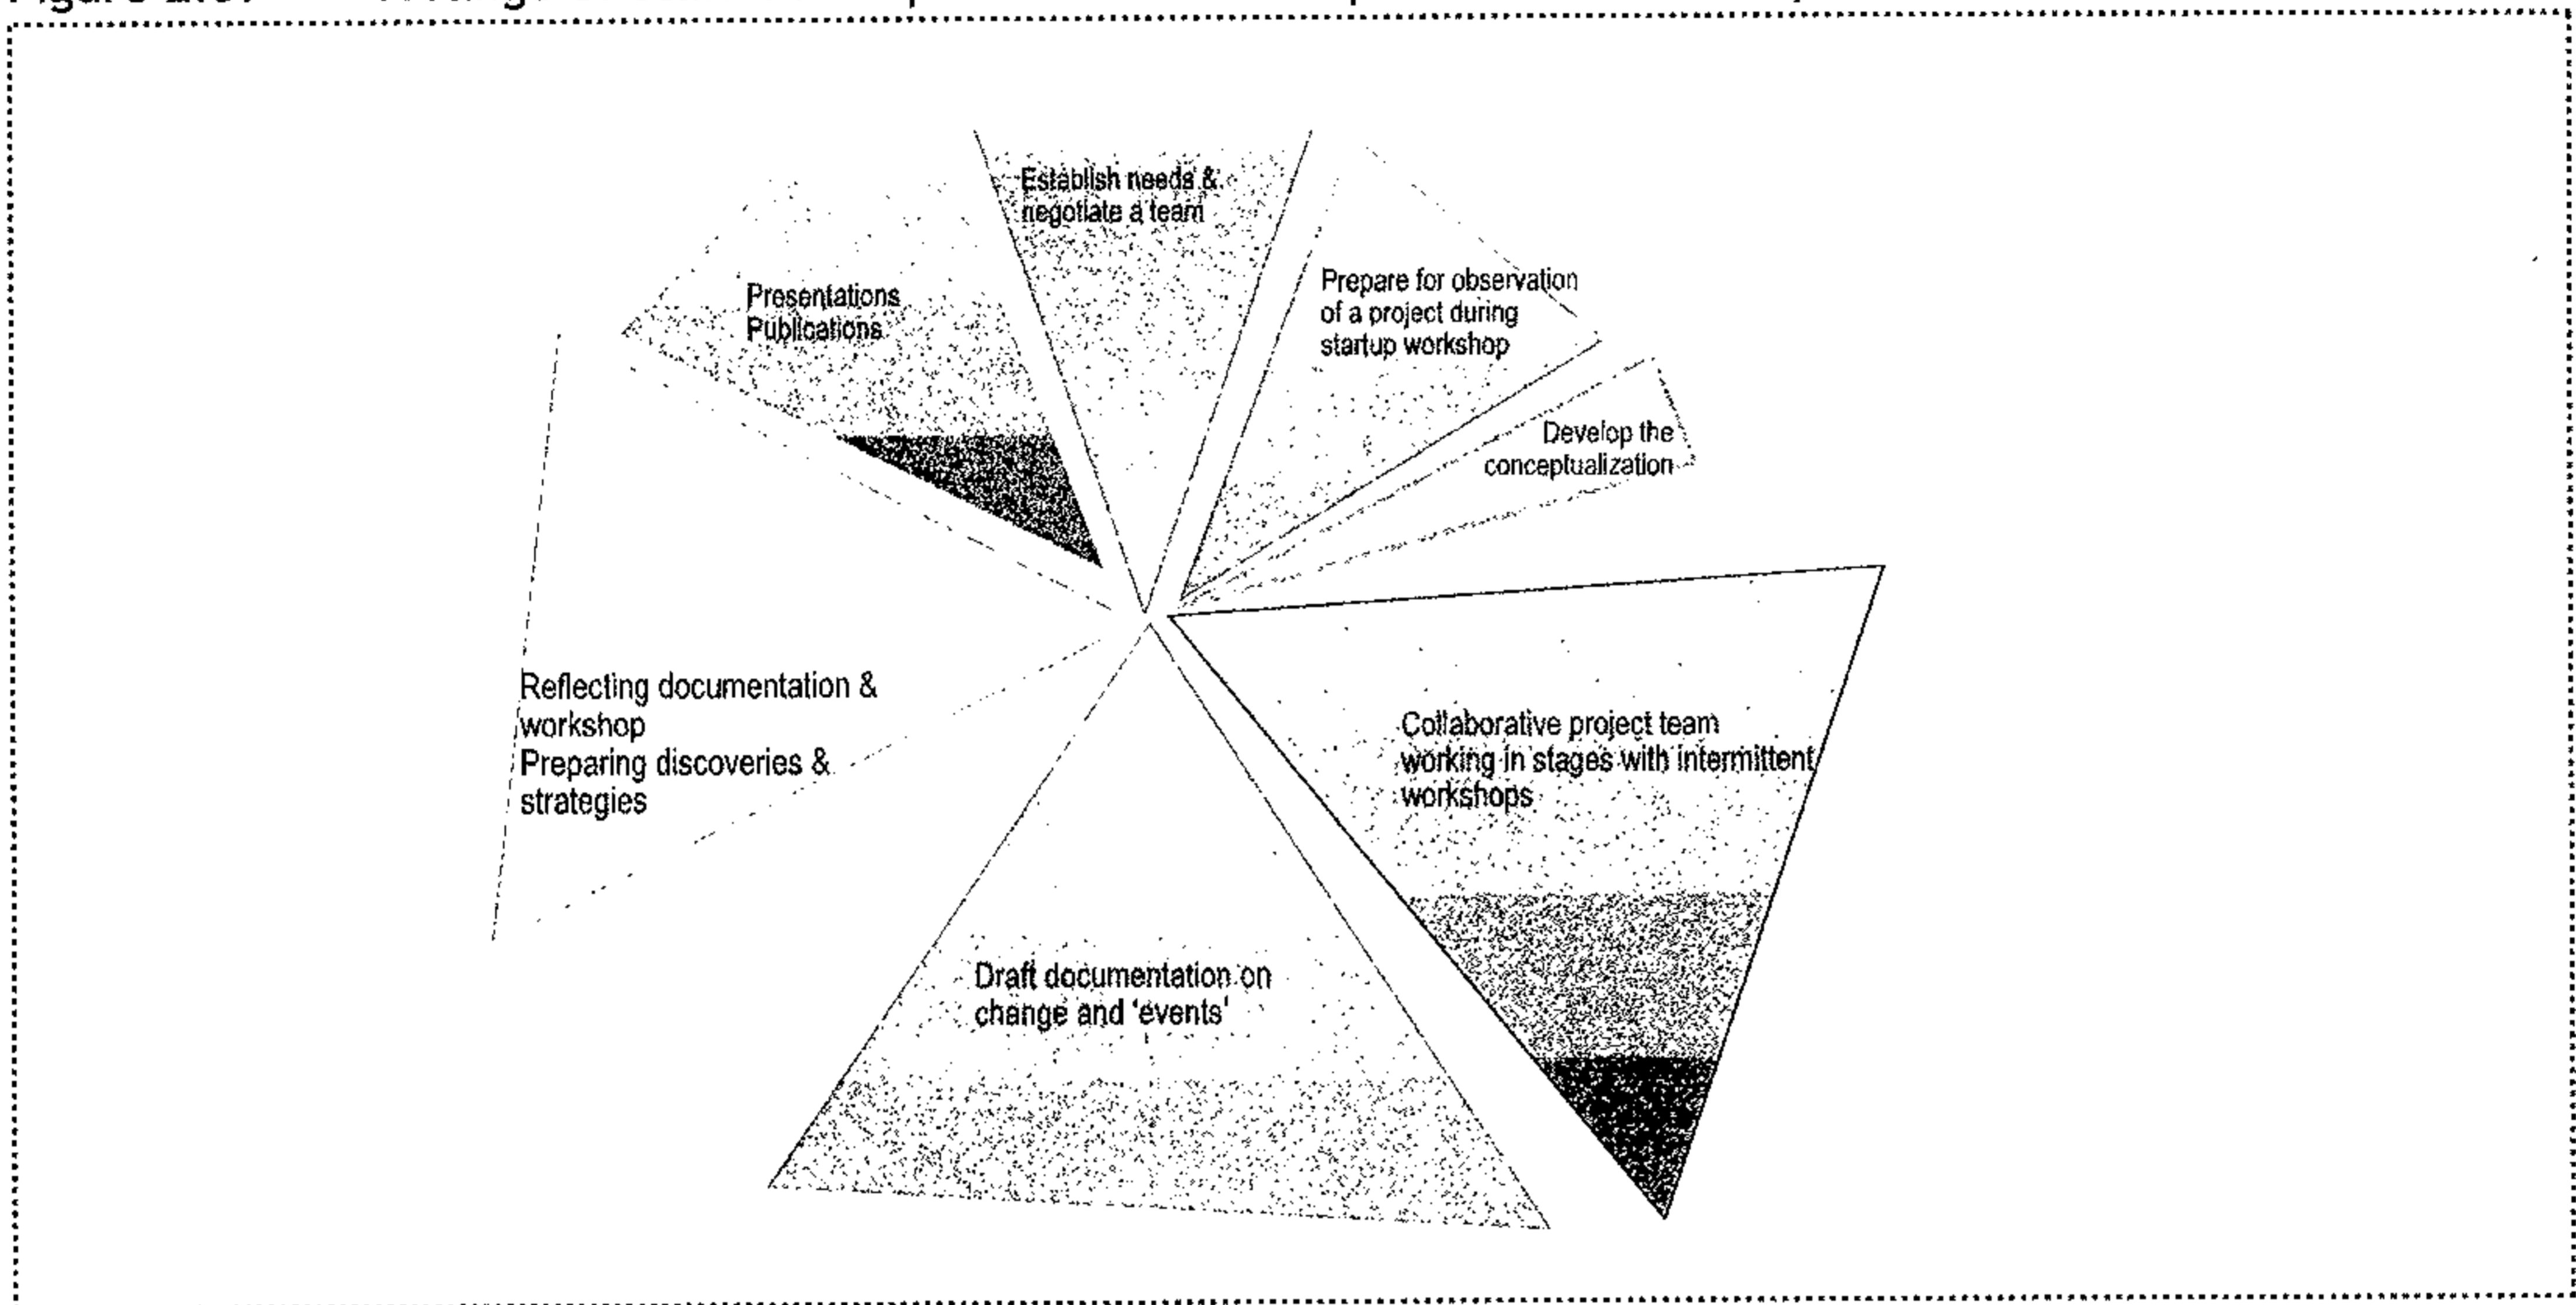 Establish needs &
negotiate a team
Prepare for observation
of a project during
startup workshop
Develop the
conceptualization
Collaborative project team
working in stages with intermittent
workshops
Draft documentation on
change and 'events'
Reflecting documentation &
workshop
Preparing discoveries &
strategies
Presentations
Publications